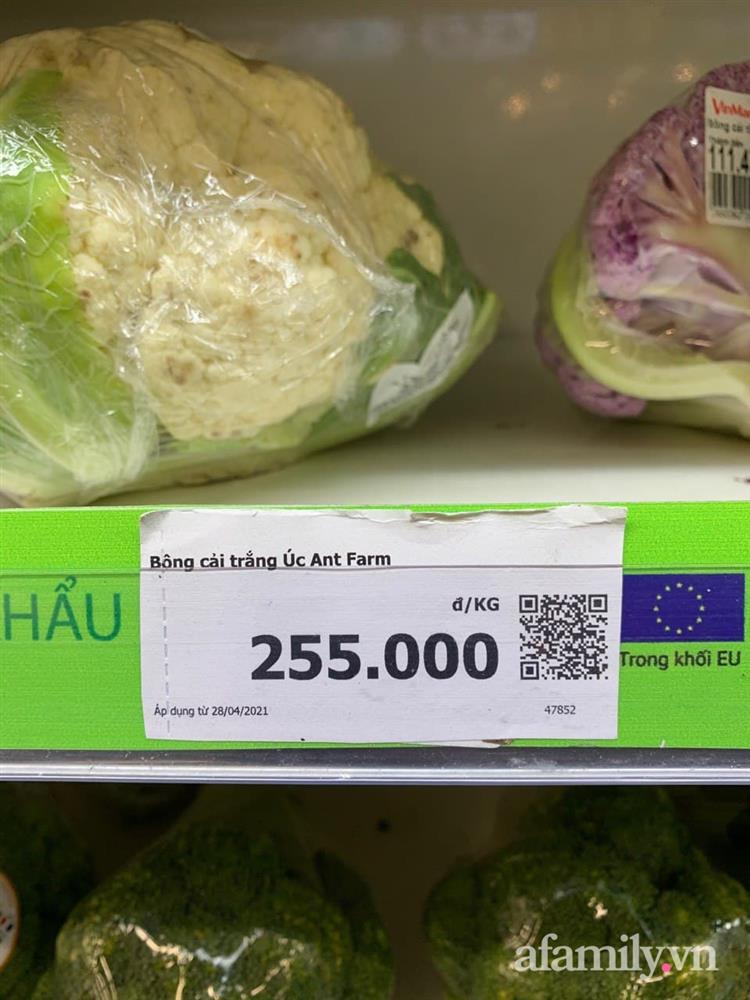 VinMa
111.4
Bông cải trắng Úc Ant Farm
đ/KG
255.000
Áp dụng từ 28/04/2021
47852
HẨU
Trong khối EU
afamily.vn